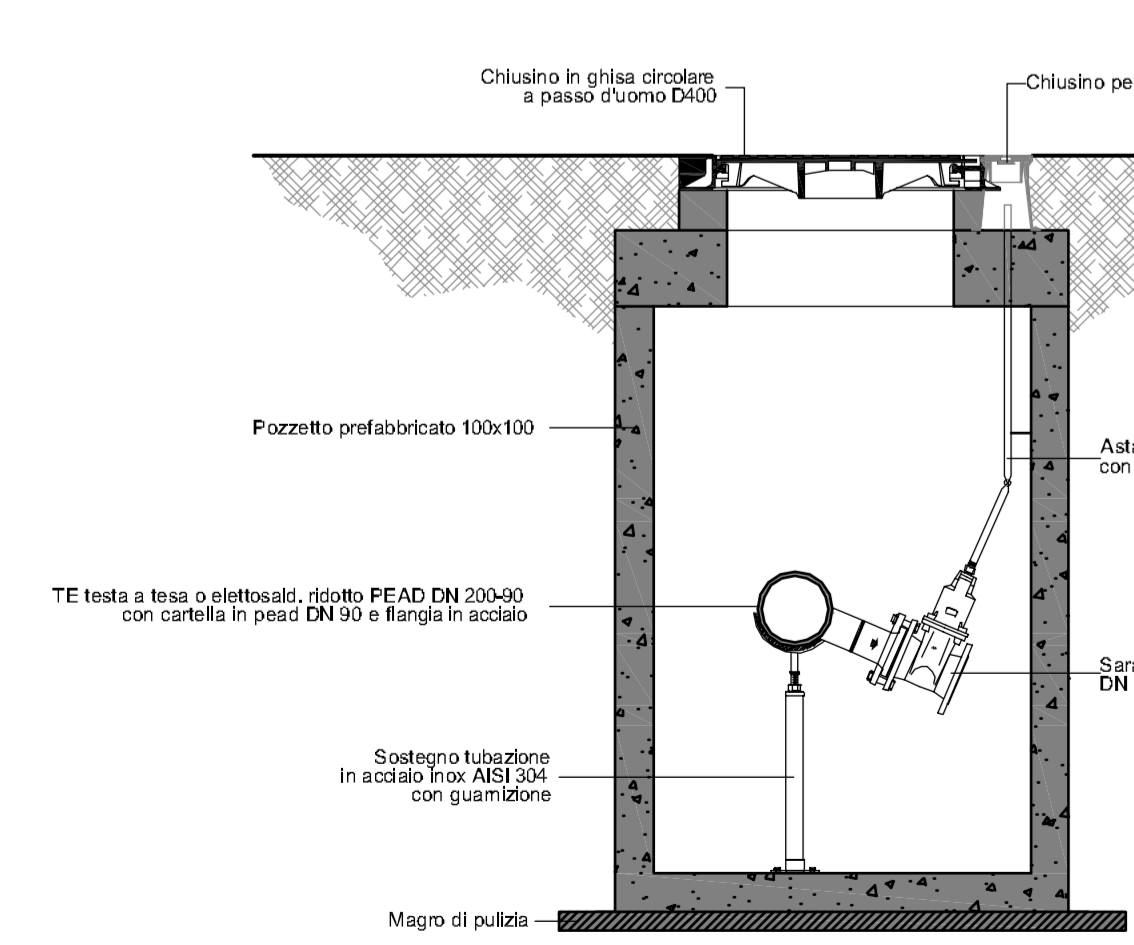 Chiusino in ghisa circolare
a passo d'uomo D400
Chiusino pe
Pozzetto prefabbricato 100x100
Asta
con
TE testa a tesa o elettosald. ridotto PEAD DN 200-90
con cartella in pead DN 90 e flangia in acciaio
Sara
DN
Sostegno tubazione
in acciaio inox AISI 304
con guarnizione
Magro di pulizia